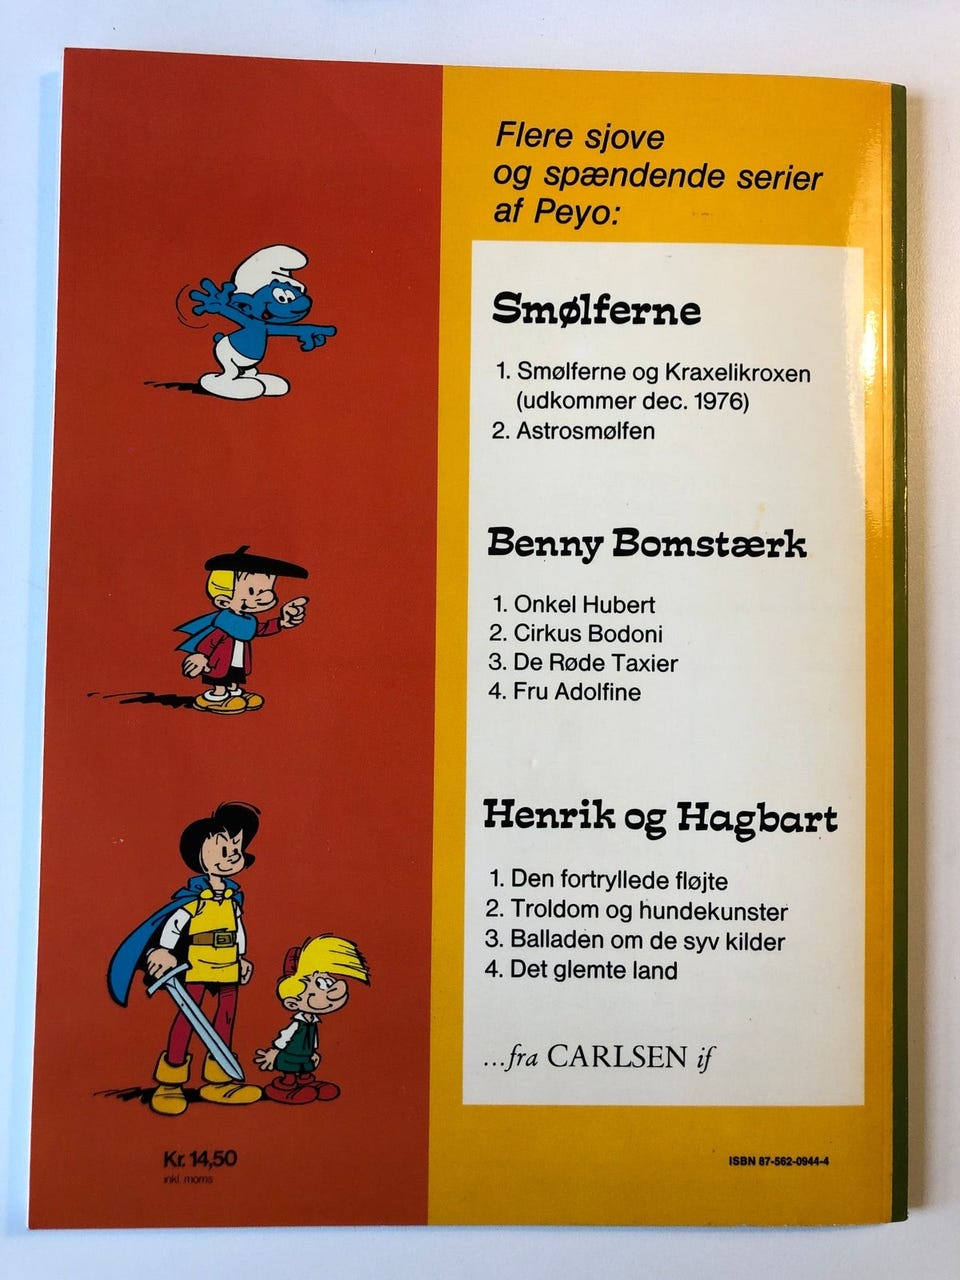 Flere sjove
og spændende serier
af Peyo:
Smølferne
1. Smølferne og Kraxelikroxen
(udkommer dec. 1976)
2. Astrosmølfen
Benny Bomstærk
1. Onkel Hubert
2. Cirkus Bodoni
3. De Røde Taxier
4. Fru Adolfine
Henrik og Hagbart
1. Den fortryllede fløjte
2. Troldom og hundekunster
3. Balladen om de syv kilder
4. Det glemte land
...fra CARLSEN if
Kr. 14,50
inkl. moms
ISBN 87-562-0944-4